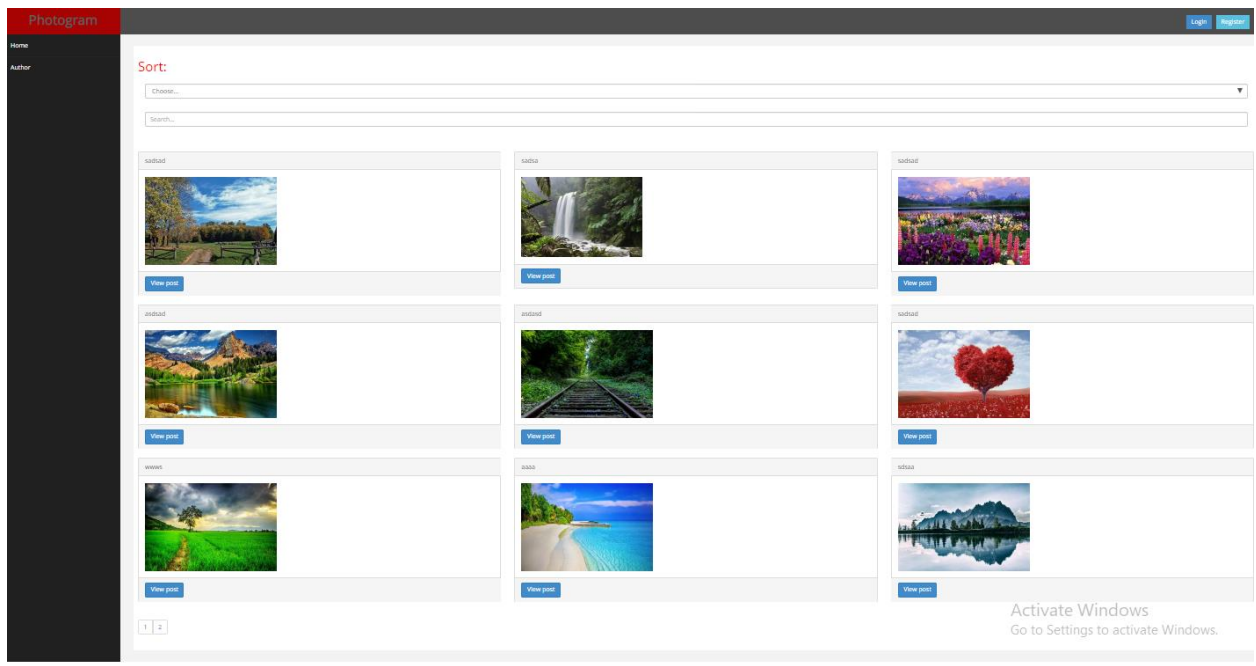 Photogram
Login Register
Home
Author
Sort:
Choose...
Search...
sadsad sadsa sadsad
View post View post View post
asdsad asdasd sadsad
View post View post View post
wwws aaaa sdsaa
View post View post View post
1 2
Activate Windows
Go to Settings to activate Windows.